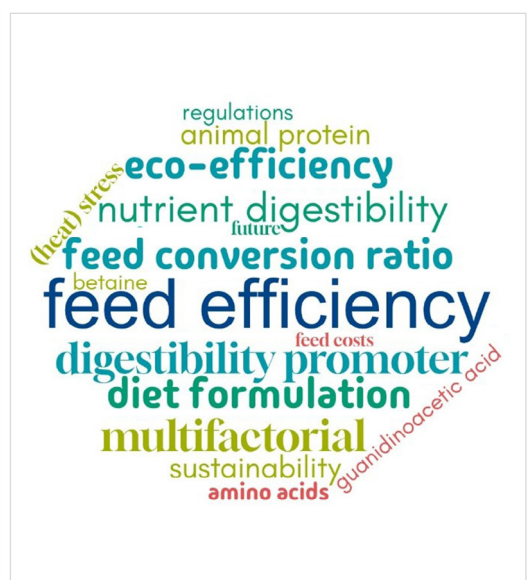 regulations
animal protein
eco-efficiency
(heat) stress
nutrient digestibility
future
feed conversion ratio
betaine
feed efficiency
feed costs
digestibility promoter
diet formulation
guanidinoacetic acid
multifactorial
sustainability
amino acids